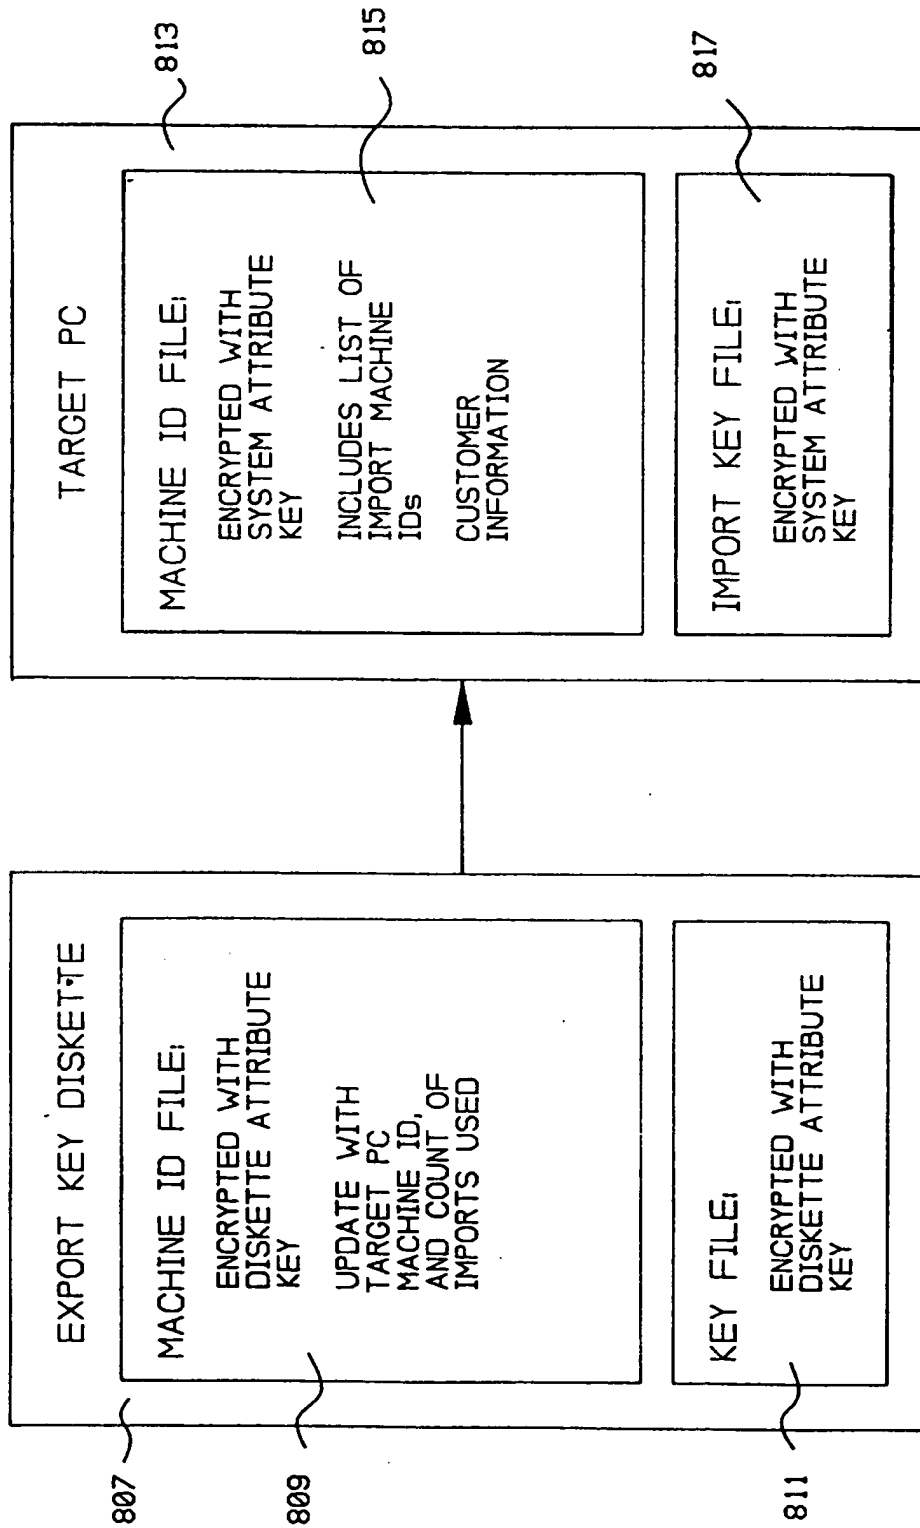 EXPORT KEY DISKETTE
MACHINE ID FILE:
ENCRYPTED WITH
DISKETTE ATTRIBUTE
KEY
UPDATE WITH
TARGET PC
MACHINE ID,
AND COUNT OF
IMPORTS USED
KEY FILE:
ENCRYPTED WITH
DISKETTE ATTRIBUTE
KEY
807
809
811
TARGET PC
MACHINE ID FILE:
ENCRYPTED WITH
SYSTEM ATTRIBUTE
KEY
INCLUDES LIST OF
IMPORT MACHINE
IDs
CUSTOMER
INFORMATION
IMPORT KEY FILE:
ENCRYPTED WITH
SYSTEM ATTRIBUTE
KEY
813
815
817